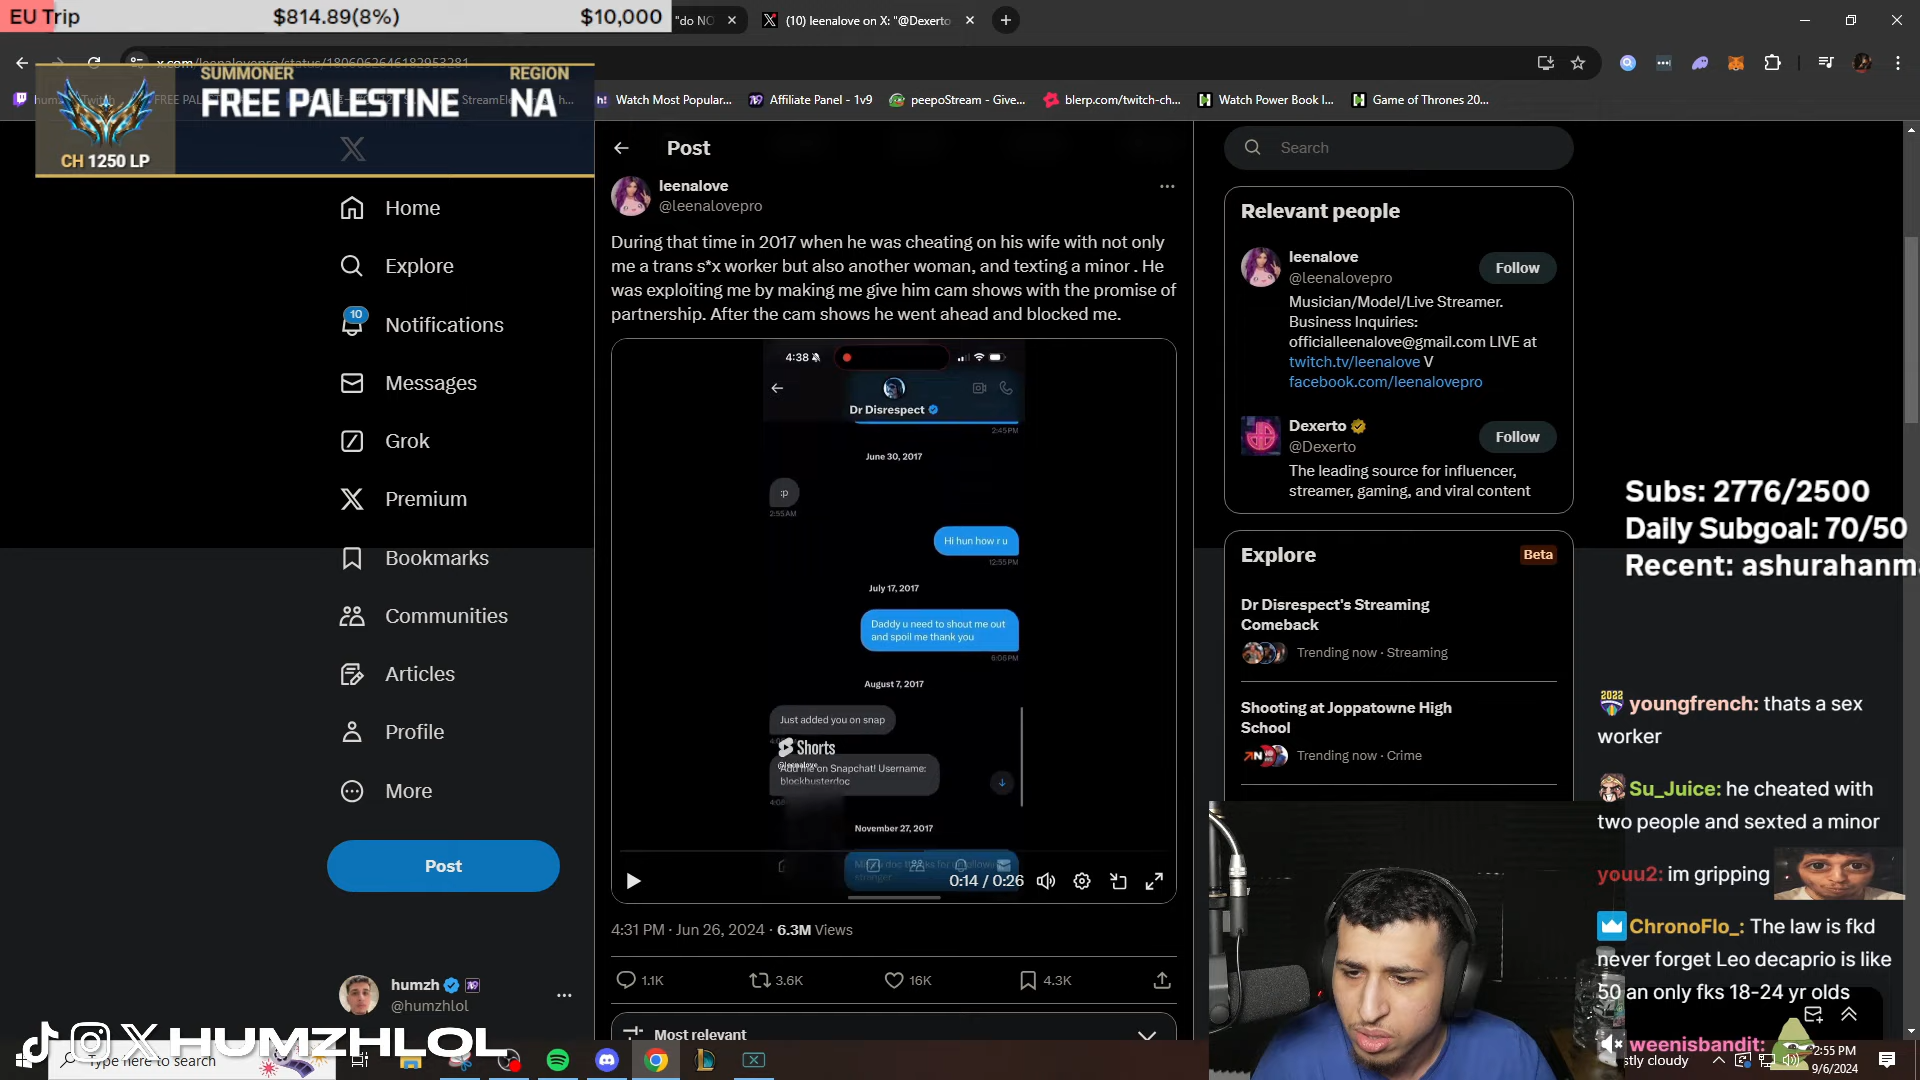 EU Trip $814.89(8%) $10,000
"do NO
(10) leenalove on X: "@Dexerto
x.com/leenalovepro/status/1806062646182953281
SUMMONER REGION
FREE PALESTINE NA
CH 1250 LP
Watch Most Popular...
Affiliate Panel - 1v9
peepoStream - Give...
blerp.com/twitch-ch...
Watch Power Book I...
Game of Thrones 20...
Home
Explore
10
Notifications
Messages
Grok
Premium
Bookmarks
Communities
Articles
Profile
More
Post
humzh
@humzhlol
Post
leenalove
@leenalovepro
During that time in 2017 when he was cheating on his wife with not only
me a trans s*x worker but also another woman, and texting a minor . He
was exploiting me by making me give him cam shows with the promise of
partnership. After the cam shows he went ahead and blocked me.
4:38
Dr Disrespect
2:45PM
June 30, 2017
:p
2:55AM
Hi hun how r u
12:55PM
July 17, 2017
Daddy u need to shout me out
and spoil me thank you
6:06PM
August 7, 2017
Just added you on snap
Shorts
@leenalove
Add me on Snapchat! Username:
blockbusterdoc
November 27, 2017
0:14 / 0:26
4:31 PM · Jun 26, 2024 · 6.3M Views
1.1K 3.6K 16K 4.3K
Most relevant
Search
Relevant people
leenalove
@leenalovepro
Follow
Musician/Model/Live Streamer.
Business Inquiries:
officialleenalove@gmail.com LIVE at
twitch.tv/leenalove V
facebook.com/leenalovepro
Dexerto
@Dexerto
Follow
The leading source for influencer,
streamer, gaming, and viral content
Explore Beta
Dr Disrespect's Streaming
Comeback
Trending now · Streaming
Shooting at Joppatowne High
School
Trending now · Crime
Subs: 2776/2500
Daily Subgoal: 70/50
Recent: ashurahanma
2022
youngfrench: thats a sex
worker
Su_Juice: he cheated with
two people and sexted a minor
youu2: im gripping
ChronoFlo_: The law is fkd
never forget Leo decaprio is like
50 an only fks 18-24 yr olds
weenisbandit:
X HUMZHLOL
Type here to search
stly cloudy
2:55 PM
9/6/2024